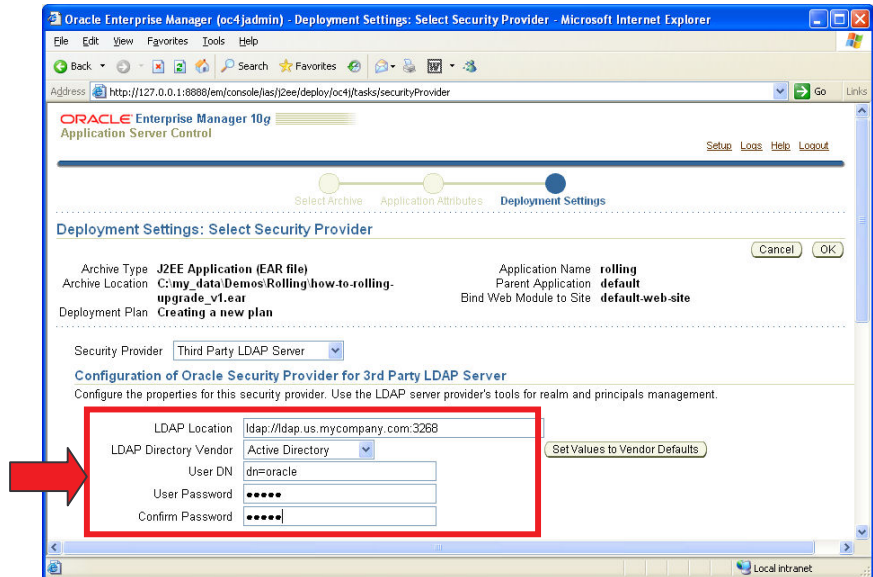 Oracle Enterprise Manager (oc4jadmin) - Deployment Settings: Select Security Provider - Microsoft Internet Explorer
File Edit View Favorites Tools Help
Back Search Favorites
Address http://127.0.0.1:8888/em/console/ias/j2ee/deploy/oc4j/tasks/securityProvider Go Links
ORACLE Enterprise Manager 10g
Application Server Control
Setup Logs Help Logout
Select Archive Application Attributes Deployment Settings
Deployment Settings: Select Security Provider
Cancel OK
Archive Type J2EE Application (EAR file) Application Name rolling
Archive Location C:\my_data\Demos\Rolling\how-to-rolling- Parent Application default
upgrade_v1.ear Bind Web Module to Site default-web-site
Deployment Plan Creating a new plan
Security Provider Third Party LDAP Server
Configuration of Oracle Security Provider for 3rd Party LDAP Server
Configure the properties for this security provider. Use the LDAP server provider's tools for realm and principals management.
LDAP Location ldap://ldap.us.mycompany.com:3268
LDAP Directory Vendor Active Directory Set Values to Vendor Defaults
User DN dn=oracle
User Password •••••
Confirm Password •••••
Local intranet